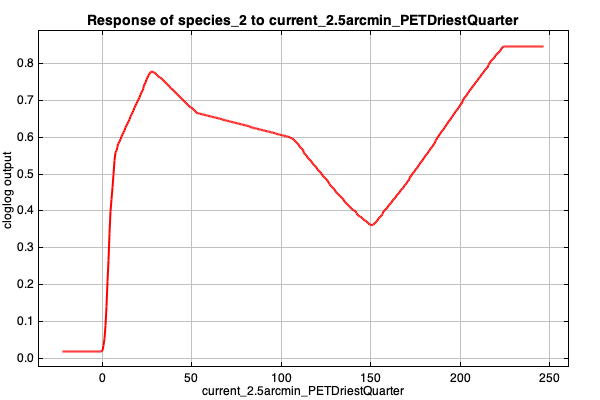 Response of species_2 to current_2.5arcmin_PETDriestQuarter
cloglog output
0.8
0.7
0.6
0.5
0.4
0.3
0.2
0.1
0.0
0 50 100 150 200 250
current_2.5arcmin_PETDriestQuarter